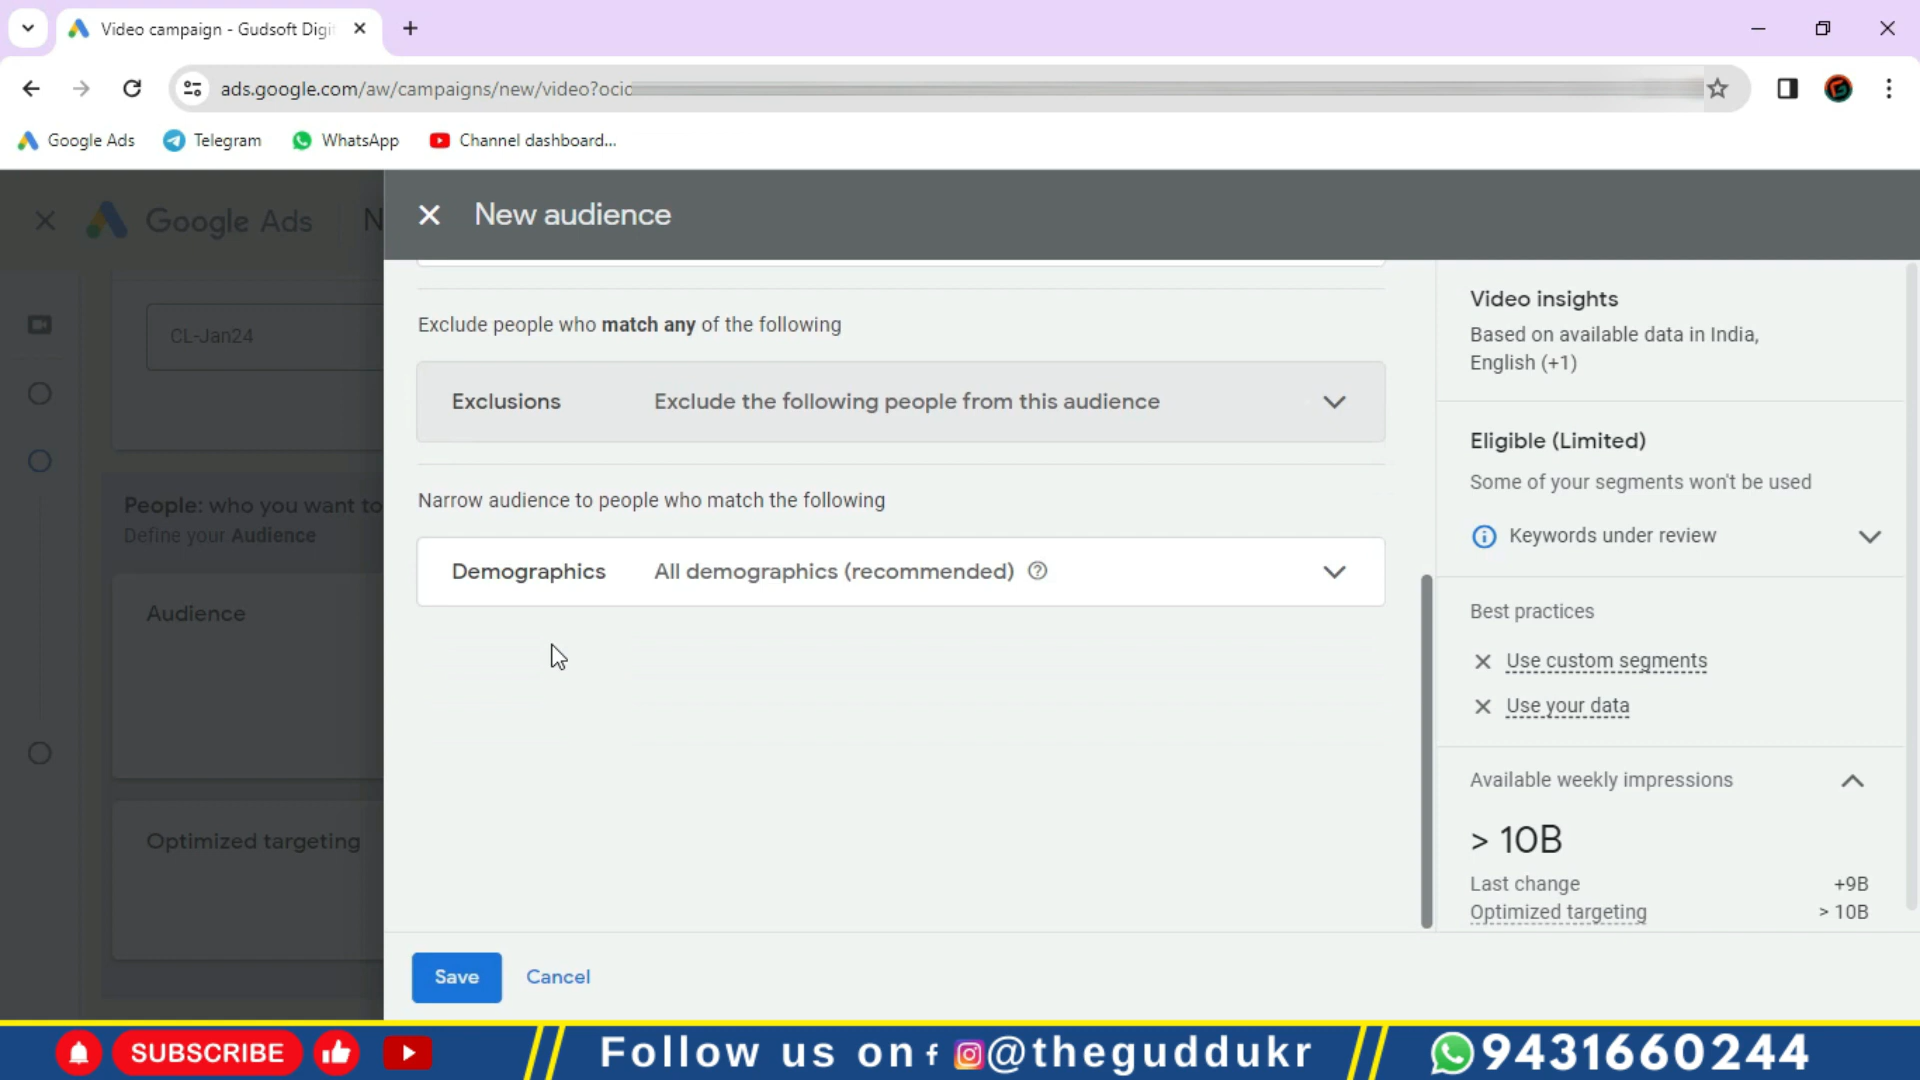 Video campaign - Gudsoft Digi
ads.google.com/aw/campaigns/new/video?ocid
Google Ads
Telegram
WhatsApp
Channel dashboard...
Google Ads
N
New audience
CL-Jan24
People: who you want to
Define your Audience
Audience
Optimized targeting
Exclude people who match any of the following
Exclusions
Exclude the following people from this audience
Narrow audience to people who match the following
Demographics
All demographics (recommended)
Save
Cancel
Video insights
Based on available data in India,
English (+1)
Eligible (Limited)
Some of your segments won't be used
Keywords under review
Best practices
Use custom segments
Use your data
Available weekly impressions
> 10B
Last change +9B
Optimized targeting > 10B
SUBSCRIBE
Follow us on f @theguddukr
9431660244